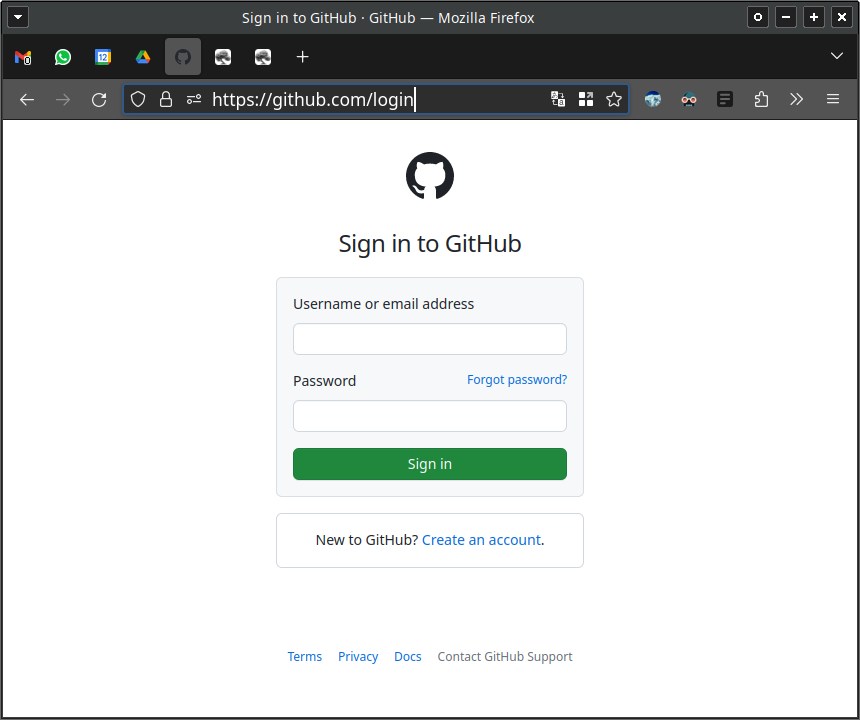 Sign in to GitHub · GitHub — Mozilla Firefox
12
https://github.com/login
Sign in to GitHub
Username or email address
Password Forgot password?
Sign in
New to GitHub? Create an account.
Terms Privacy Docs Contact GitHub Support